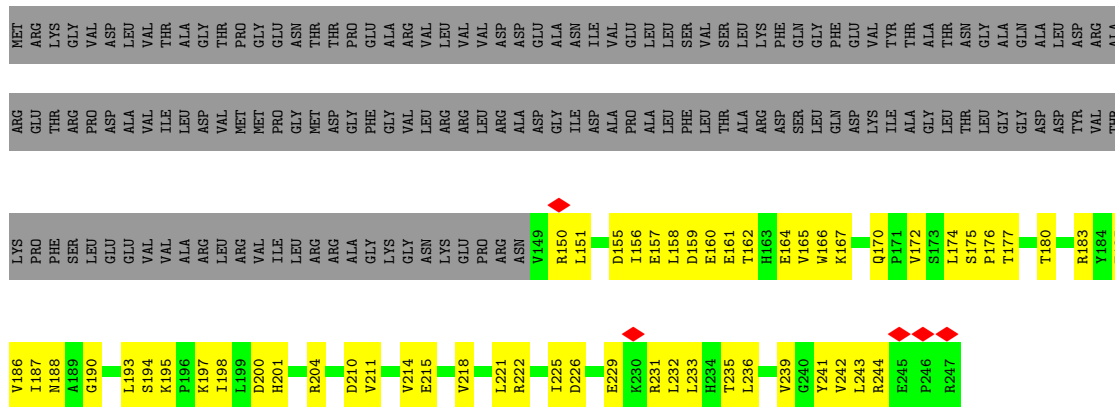 MET ARG LYS GLY VAL ASP LEU VAL THR ALA GLY THR PRO GLY GLU ASN THR THR PRO GLU ALA ARG VAL LEU VAL VAL ASP ASP GLU ALA ASN ILE VAL GLU LEU LEU SER VAL SER LEU LYS PHE GLN GLY PHE GLU VAL TYR THR ALA THR ASN GLY ALA GLN ALA LEU ASP ARG ALA
ARG GLU THR ARG PRO ASP ALA VAL ILE LEU ASP VAL MET MET PRO GLY MET ASP GLY PHE GLY VAL LEU ARG ARG LEU ARG ALA ASP GLY ILE ASP ALA PRO ALA LEU PHE LEU THR ALA ARG ASP SER LEU GLN ASP LYS ILE ALA GLY LEU THR LEU GLY GLY ASP ASP TYR VAL THR
LYS PRO PHE SER LEU GLU GLU VAL VAL ALA ARG LEU ARG VAL ILE LEU ARG ARG ALA GLY LYS GLY ASN LYS GLU PRO ARG ASN V149 R150 L151 D155 I156 E157 L158 D159 E160 E161 T162 H163 E164 V165 W166 K167 Q170 P171 V172 S173 L174 S175 P176 T177 T180 R183 Y184
V186 I187 N188 A189 G190 L193 S194 K195 P196 K197 I198 L199 D200 H201 R204 D210 V211 V214 E215 V218 L221 R222 I225 D226 E229 K230 R231 L232 L233 H234 T235 L236 V239 G240 Y241 V242 L243 R244 E245 P246 R247